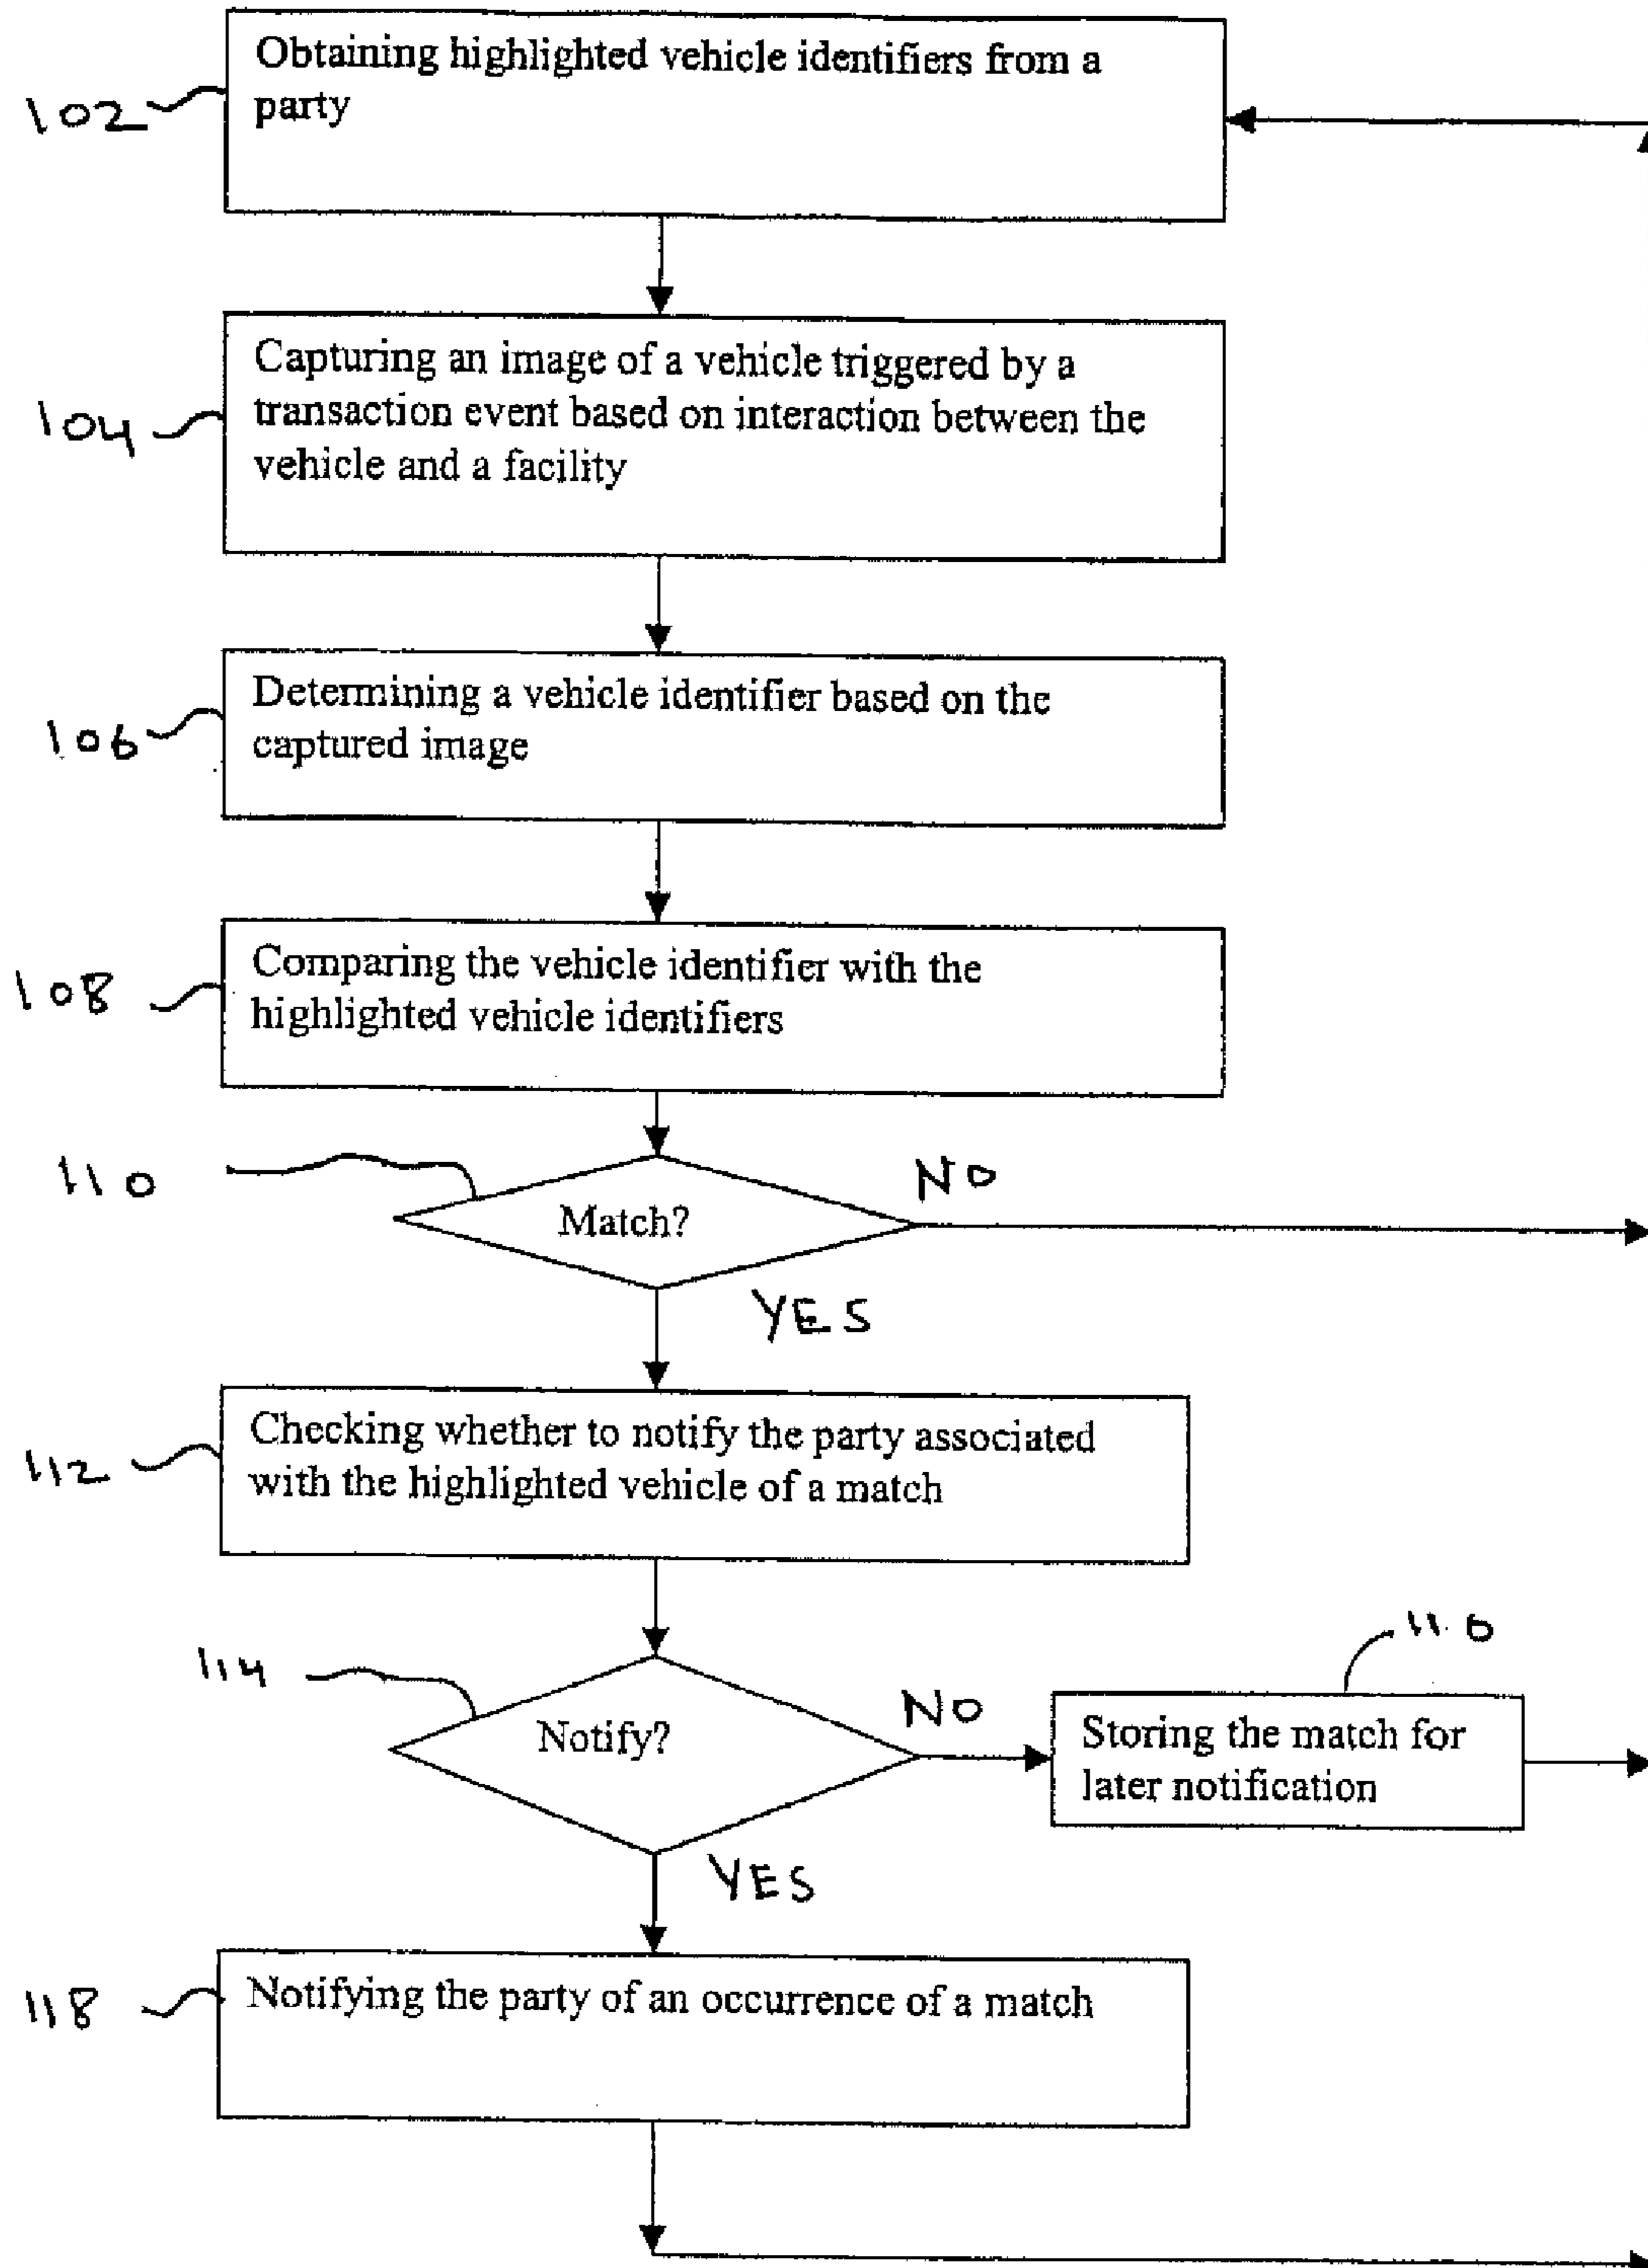 Obtaining highlighted vehicle identifiers from a
party
102
Capturing an image of a vehicle triggered by a
transaction event based on interaction between the
vehicle and a facility
104
Determining a vehicle identifier based on the
captured image
106
Comparing the vehicle identifier with the
highlighted vehicle identifiers
108
110
NO
Match?
YES
Checking whether to notify the party associated
with the highlighted vehicle of a match
112
114
NO
Notify?
Storing the match for
later notification
YES
Notifying the party of an occurrence of a match
118